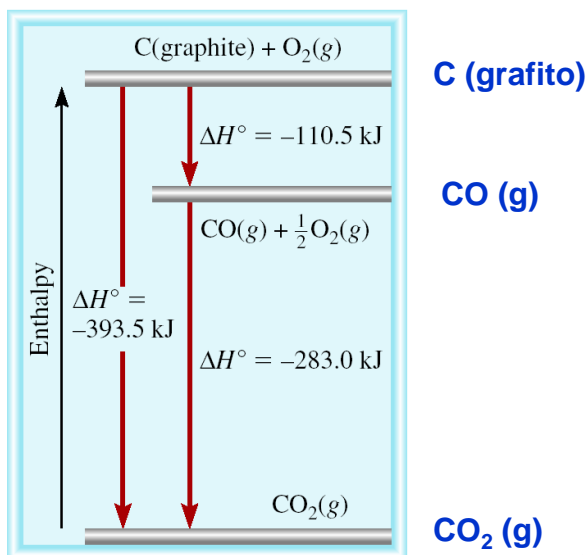 C(graphite) + O₂(g)
C (grafito)
ΔH° = –110.5 kJ
CO (g)
CO(g) + ½O₂(g)
Enthalpy
ΔH° =
–393.5 kJ
ΔH° = –283.0 kJ
CO₂(g)
CO₂ (g)